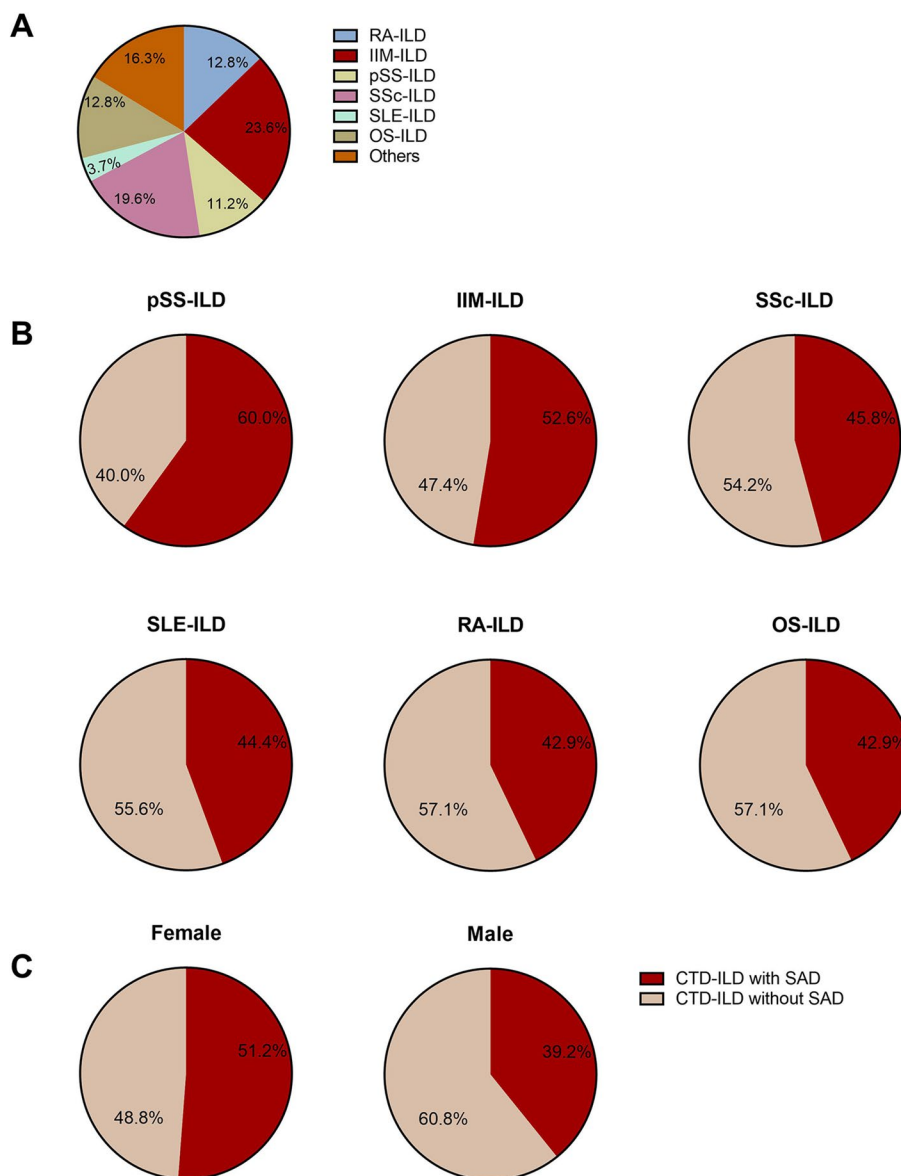 A
RA-ILD
IIM-ILD
pSS-ILD
SSc-ILD
SLE-ILD
OS-ILD
Others
16.3%
12.8%
12.8%
23.6%
3.7%
19.6%
11.2%
B
pSS-ILD
IIM-ILD
SSc-ILD
60.0%
40.0%
52.6%
47.4%
45.8%
54.2%
SLE-ILD
RA-ILD
OS-ILD
44.4%
55.6%
42.9%
57.1%
42.9%
57.1%
C
Female
Male
51.2%
48.8%
39.2%
60.8%
CTD-ILD with SAD
CTD-ILD without SAD